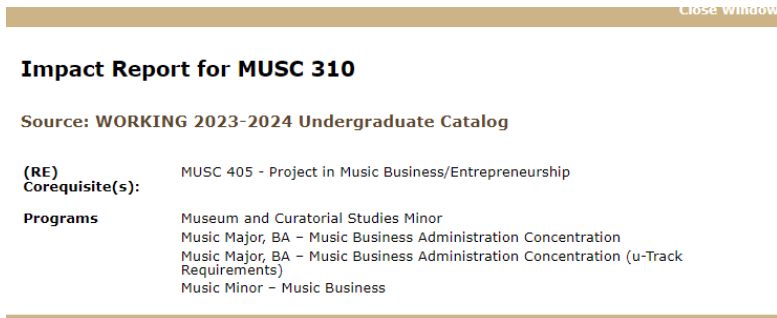 Close Window
Impact Report for MUSC 310
Source: WORKING 2023-2024 Undergraduate Catalog
(RE)
Corequisite(s):
MUSC 405 - Project in Music Business/Entrepreneurship
Programs
Museum and Curatorial Studies Minor
Music Major, BA – Music Business Administration Concentration
Music Major, BA – Music Business Administration Concentration (u-Track
Requirements)
Music Minor – Music Business